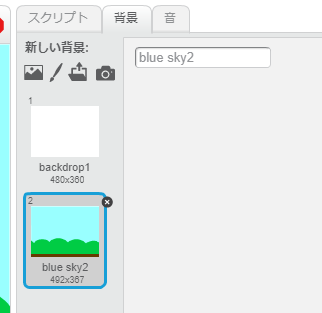 スクリプト 背景 音
新しい背景:
blue sky2
1
backdrop1
480x360
2
blue sky2
492x367